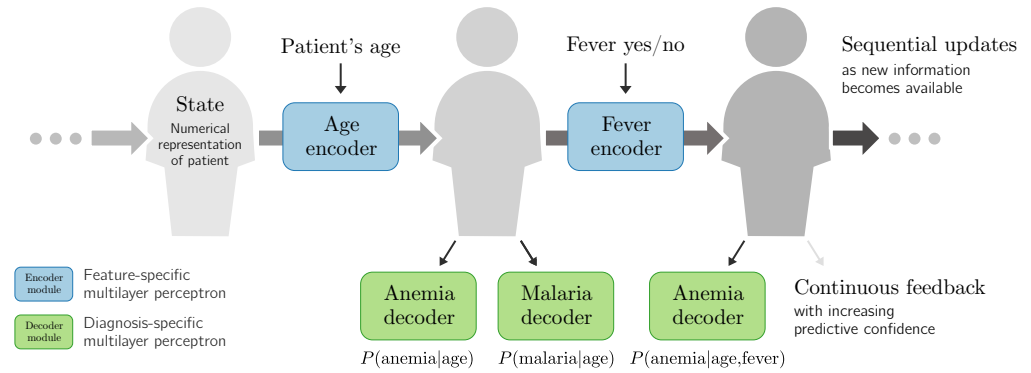 Patient's age
Fever yes/no
Sequential updates
as new information
becomes available
State
Numerical
representation
of patient
Age
encoder
Fever
encoder
Encoder
module
Feature-specific
multilayer perceptron
Decoder
module
Diagnosis-specific
multilayer perceptron
Anemia
decoder
P(anemia|age)
Malaria
decoder
P(malaria|age)
Anemia
decoder
P(anemia|age,fever)
Continuous feedback
with increasing
predictive confidence